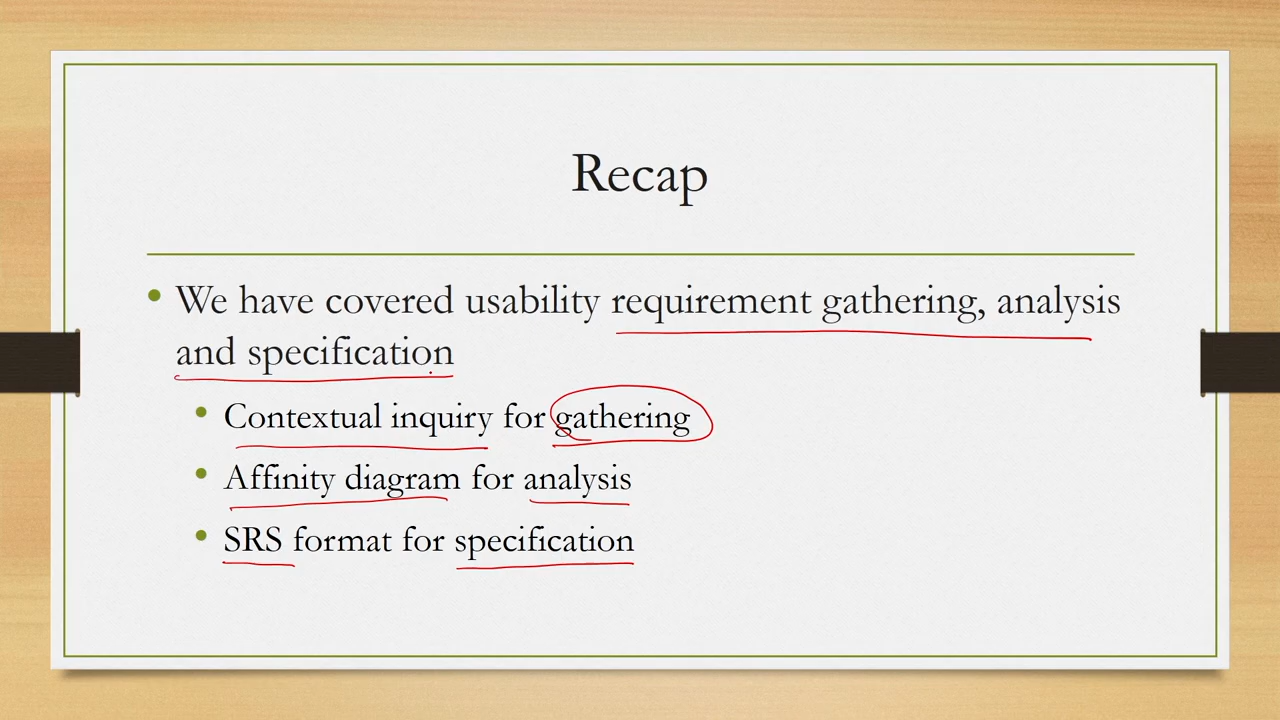 Recap
We have covered usability requirement gathering, analysis
and specification
Contextual inquiry for gathering
Affinity diagram for analysis
SRS format for specification